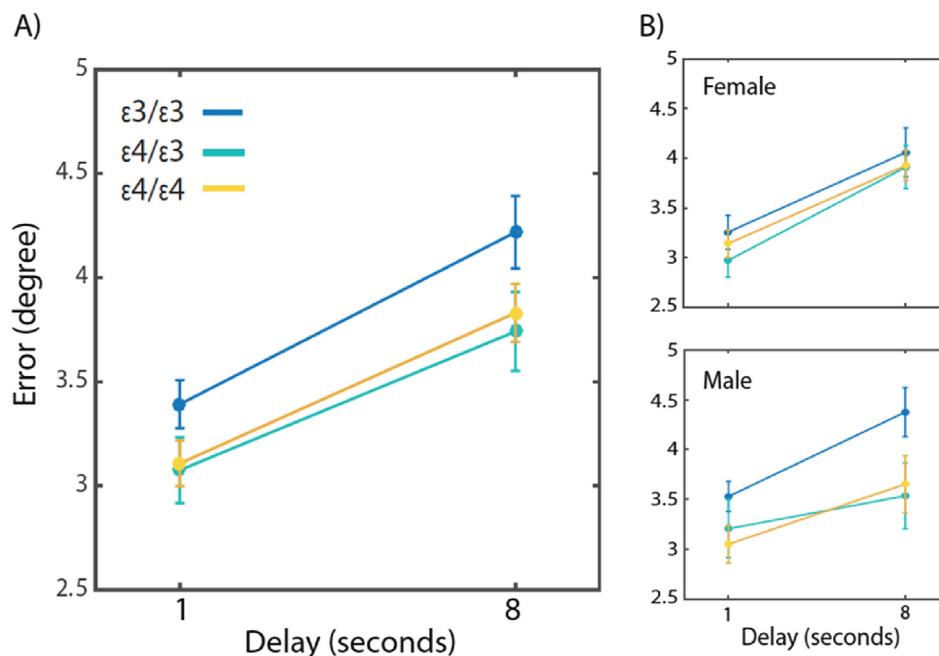 A)
5
4.5
4
3.5
3
2.5
ε3/ε3
ε4/ε3
ε4/ε4
Error (degree)
1
8
Delay (seconds)
B)
5
4.5
4
3.5
3
2.5
Female
5
4.5
4
3.5
3
2.5
Male
1
8
Delay (seconds)